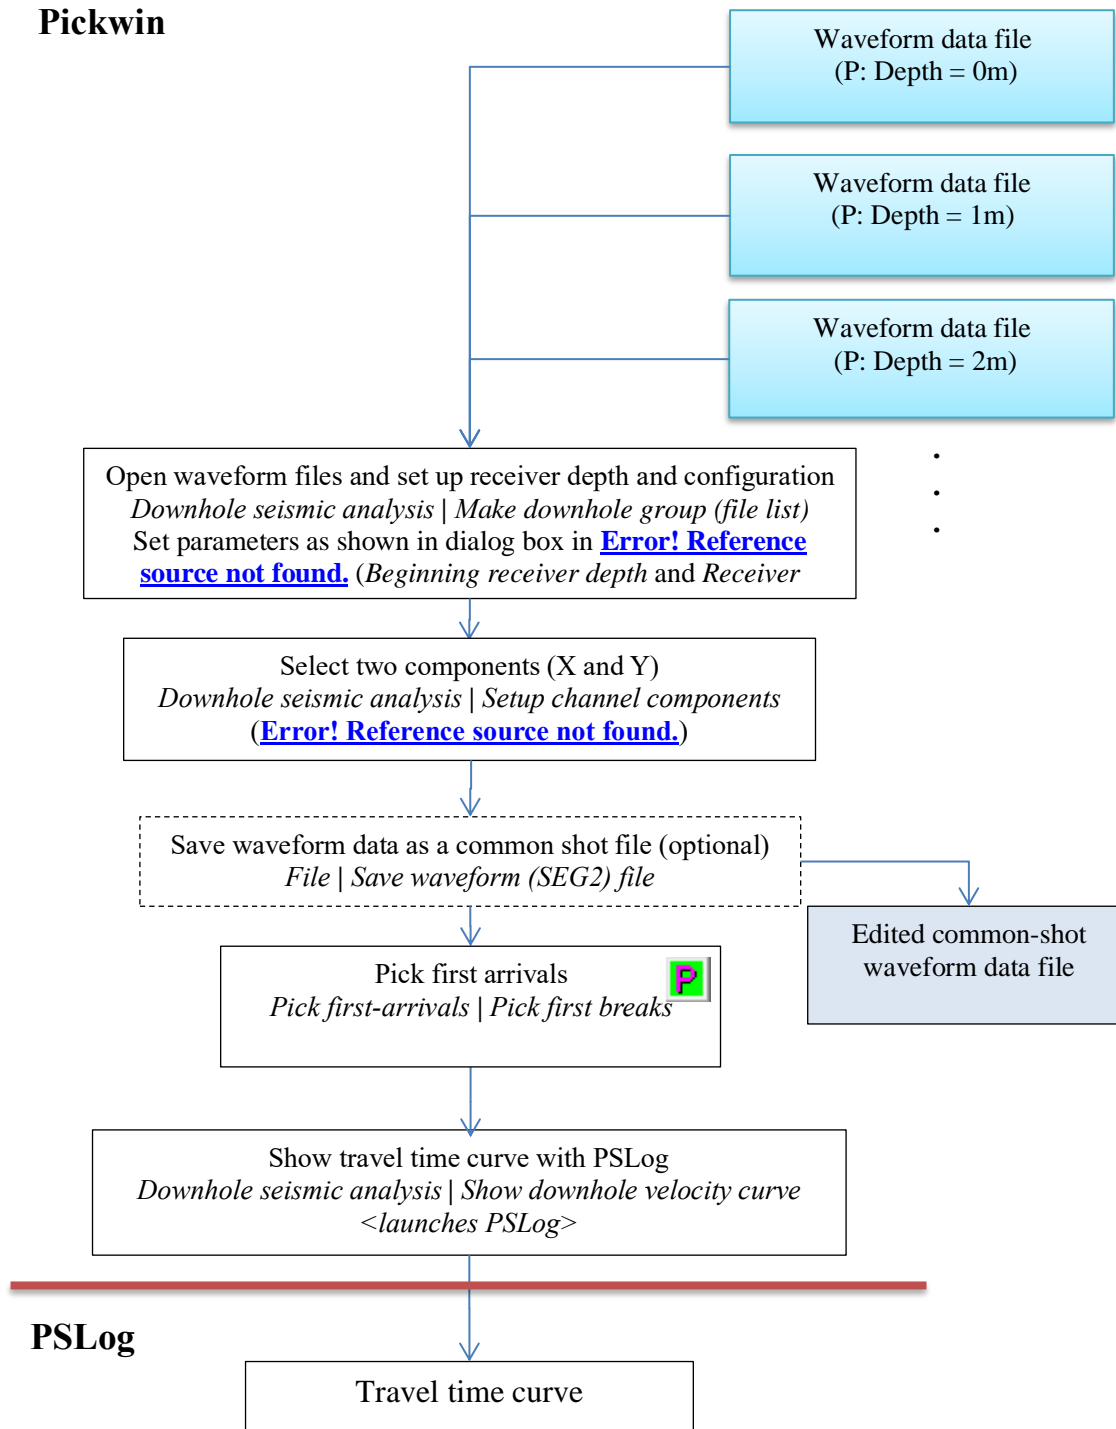 Pickwin
Waveform data file
(P: Depth = 0m)
Waveform data file
(P: Depth = 1m)
Waveform data file
(P: Depth = 2m)
.
.
.
Open waveform files and set up receiver depth and configuration
Downhole seismic analysis | Make downhole group (file list)
Set parameters as shown in dialog box in Error! Reference
source not found. (Beginning receiver depth and Receiver
Select two components (X and Y)
Downhole seismic analysis | Setup channel components
(Error! Reference source not found.)
Save waveform data as a common shot file (optional)
File | Save waveform (SEG2) file
Edited common-shot
waveform data file
Pick first arrivals
P
Pick first-arrivals | Pick first breaks
Show travel time curve with PSLog
Downhole seismic analysis | Show downhole velocity curve
<launches PSLog>
PSLog
Travel time curve